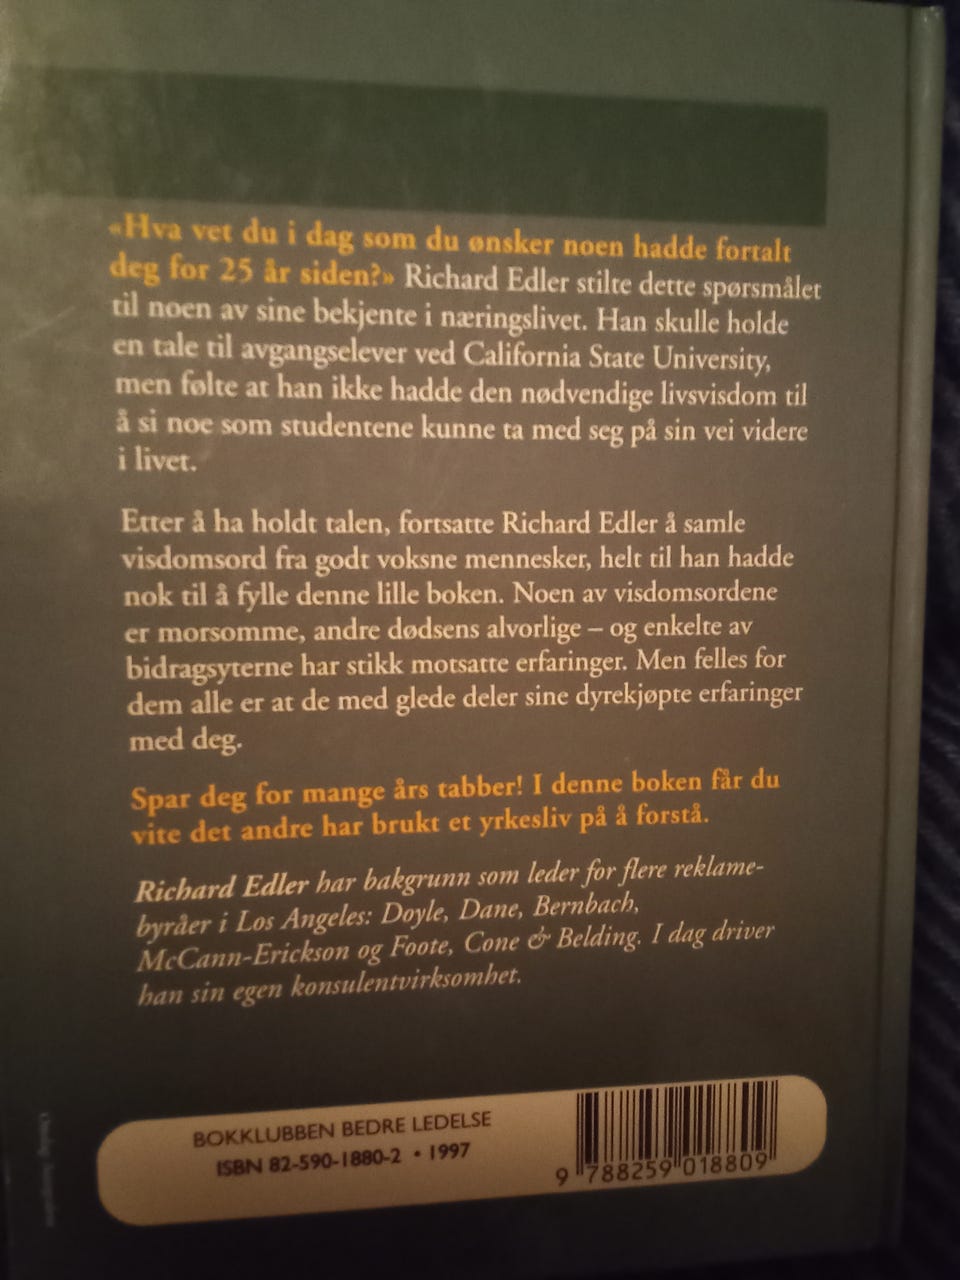 «Hva vet du i dag som du ønsker noen hadde fortalt
deg for 25 år siden?» Richard Edler stilte dette spørsmålet
til noen av sine bekjente i næringslivet. Han skulle holde
en tale til avgangselever ved California State University,
men følte at han ikke hadde den nødvendige livsvisdom til
å si noe som studentene kunne ta med seg på sin vei videre
i livet.
Etter å ha holdt talen, fortsatte Richard Edler å samle
visdomsord fra godt voksne mennesker, helt til han hadde
nok til å fylle denne lille boken. Noen av visdomsordene
er morsomme, andre dødsens alvorlige – og enkelte av
bidragsyterne har stikk motsatte erfaringer. Men felles for
dem alle er at de med glede deler sine dyrekjøpte erfaringer
med deg.
Spar deg for mange års tabber! I denne boken får du
vite det andre har brukt et yrkesliv på å forstå.
Richard Edler har bakgrunn som leder for flere reklame-
byråer i Los Angeles: Doyle, Dane, Bernbach,
McCann-Erickson og Foote, Cone & Belding. I dag driver
han sin egen konsulentvirksomhet.
BOKKLUBBEN BEDRE LEDELSE
ISBN 82-590-1880-2 • 1997
9 788259 018809